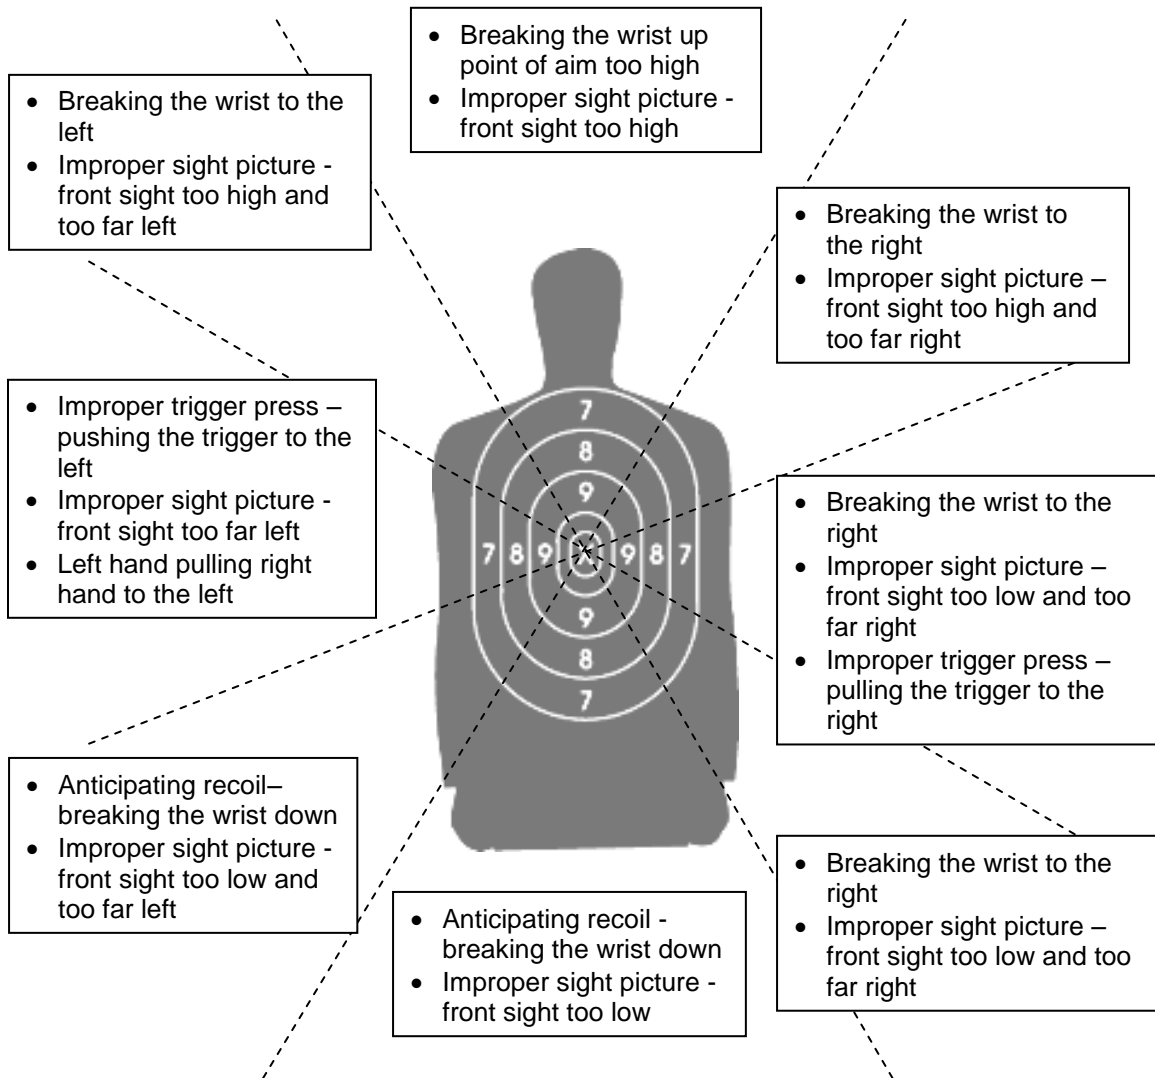 • Breaking the wrist up
point of aim too high
• Improper sight picture -
front sight too high
• Breaking the wrist to the
left
• Improper sight picture -
front sight too high and
too far left
• Breaking the wrist to
the right
• Improper sight picture –
front sight too high and
too far right
• Improper trigger press –
pushing the trigger to the
left
• Improper sight picture -
front sight too far left
• Left hand pulling right
hand to the left
7
8
9
7 8 9 X 9 8 7
9
8
7
• Breaking the wrist to the
right
• Improper sight picture –
front sight too low and too
far right
• Improper trigger press –
pulling the trigger to the
right
• Anticipating recoil–
breaking the wrist down
• Improper sight picture -
front sight too low and
too far left
• Anticipating recoil -
breaking the wrist down
• Improper sight picture -
front sight too low
• Breaking the wrist to the
right
• Improper sight picture –
front sight too low and too
far right